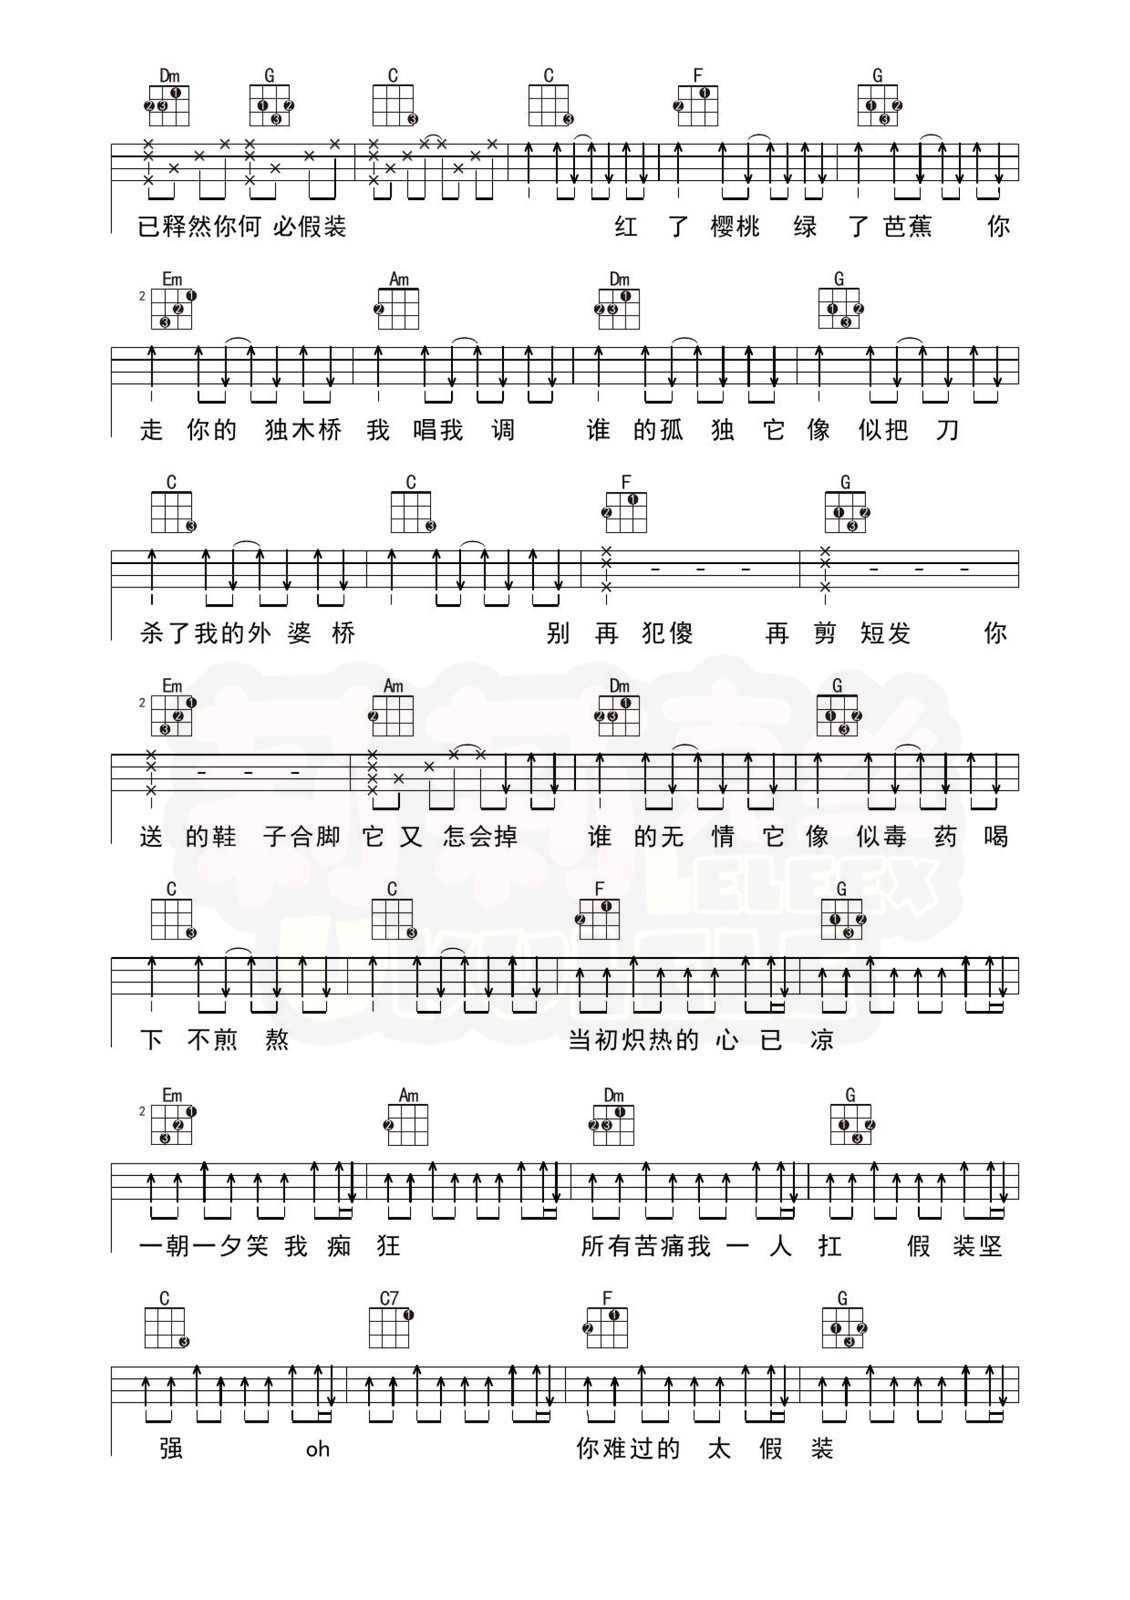 Dm G C C F G
已释然你何 必假装 红 了 樱桃 绿 了 芭蕉 你
Em Am Dm G
2
走 你的 独木桥 我 唱我 调 谁 的孤 独 它 像 似把 刀
C C F G
杀了我的外 婆 桥 别 再 犯傻 再 剪 短发 你
Em Am Dm G
2
送 的鞋 子合脚 它 又 怎会掉 谁 的无 情 它 像 似毒 药 喝
C C F G
下 不煎 熬 当初炽热的 心 已 凉
Em Am Dm G
2
一朝一夕笑 我 痴 狂 所有苦痛我 一 人 扛 假 装坚
C C7 F G
强 oh 你难过的 太 假 装
LELEEX
UKULELE